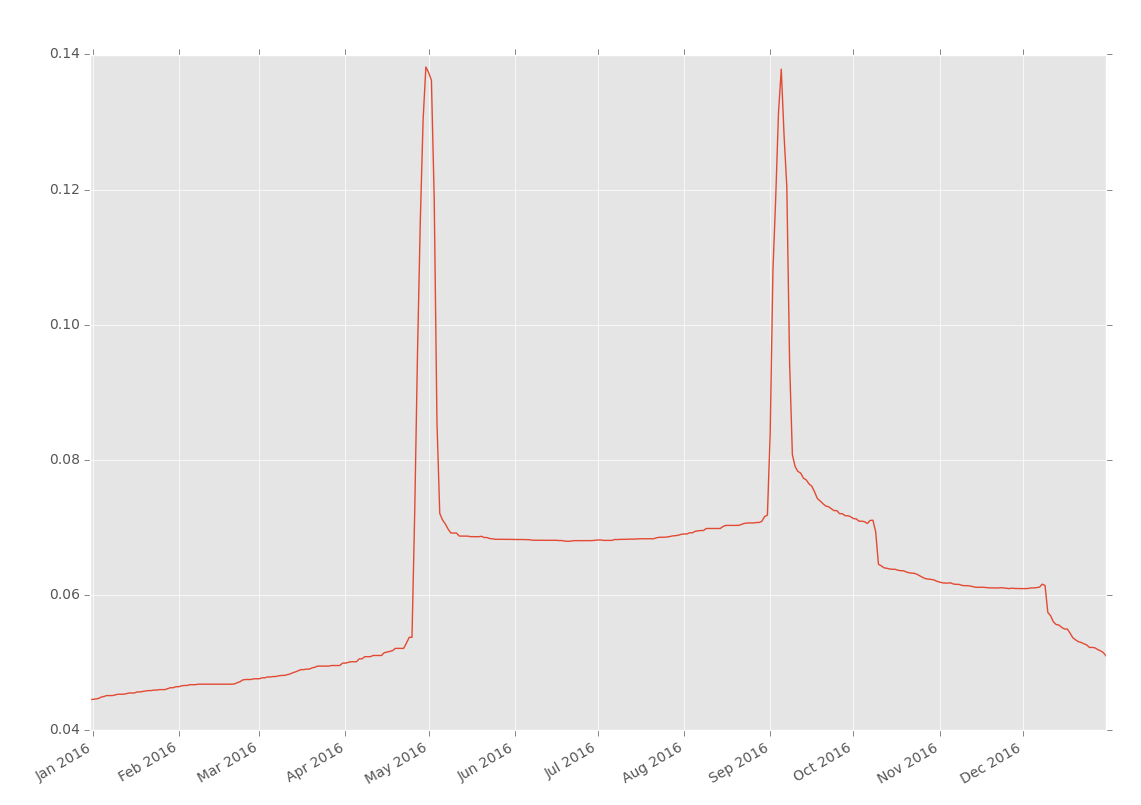 0.14
0.12
0.10
0.08
0.06
0.04
Jan 2016
Feb 2016
Mar 2016
Apr 2016
May 2016
Jun 2016
Jul 2016
Aug 2016
Sep 2016
Oct 2016
Nov 2016
Dec 2016